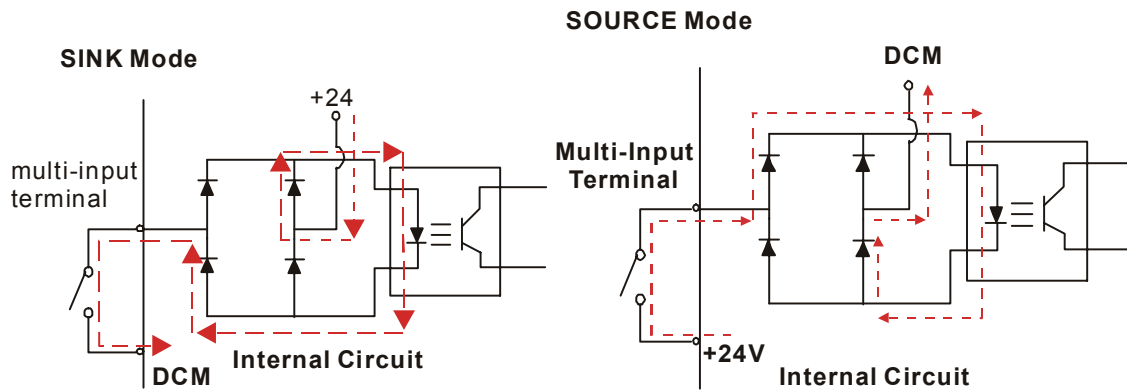 SINK Mode
+24
multi-input
terminal
DCM
Internal Circuit
SOURCE Mode
DCM
Multi-Input
Terminal
+24V
Internal Circuit